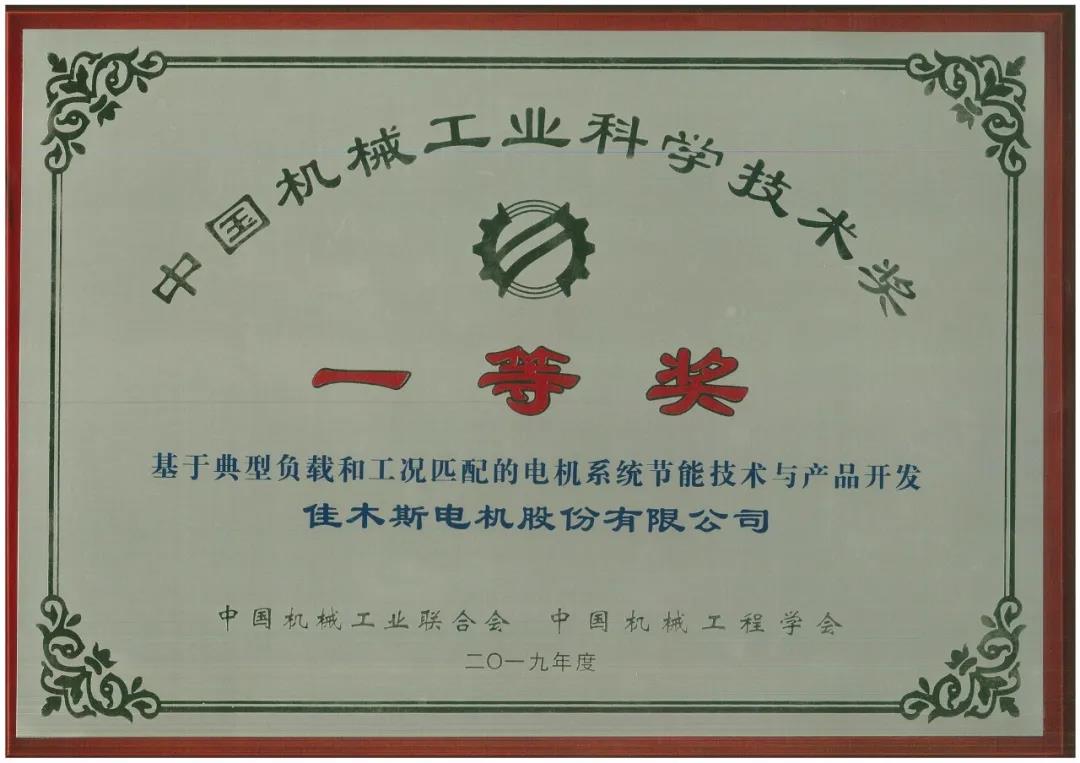 中国机械工业科学技术奖
一等奖
基于典型负载和工况匹配的电机系统节能技术与产品开发
佳木斯电机股份有限公司
中国机械工业联合会 中国机械工程学会
二〇一九年度